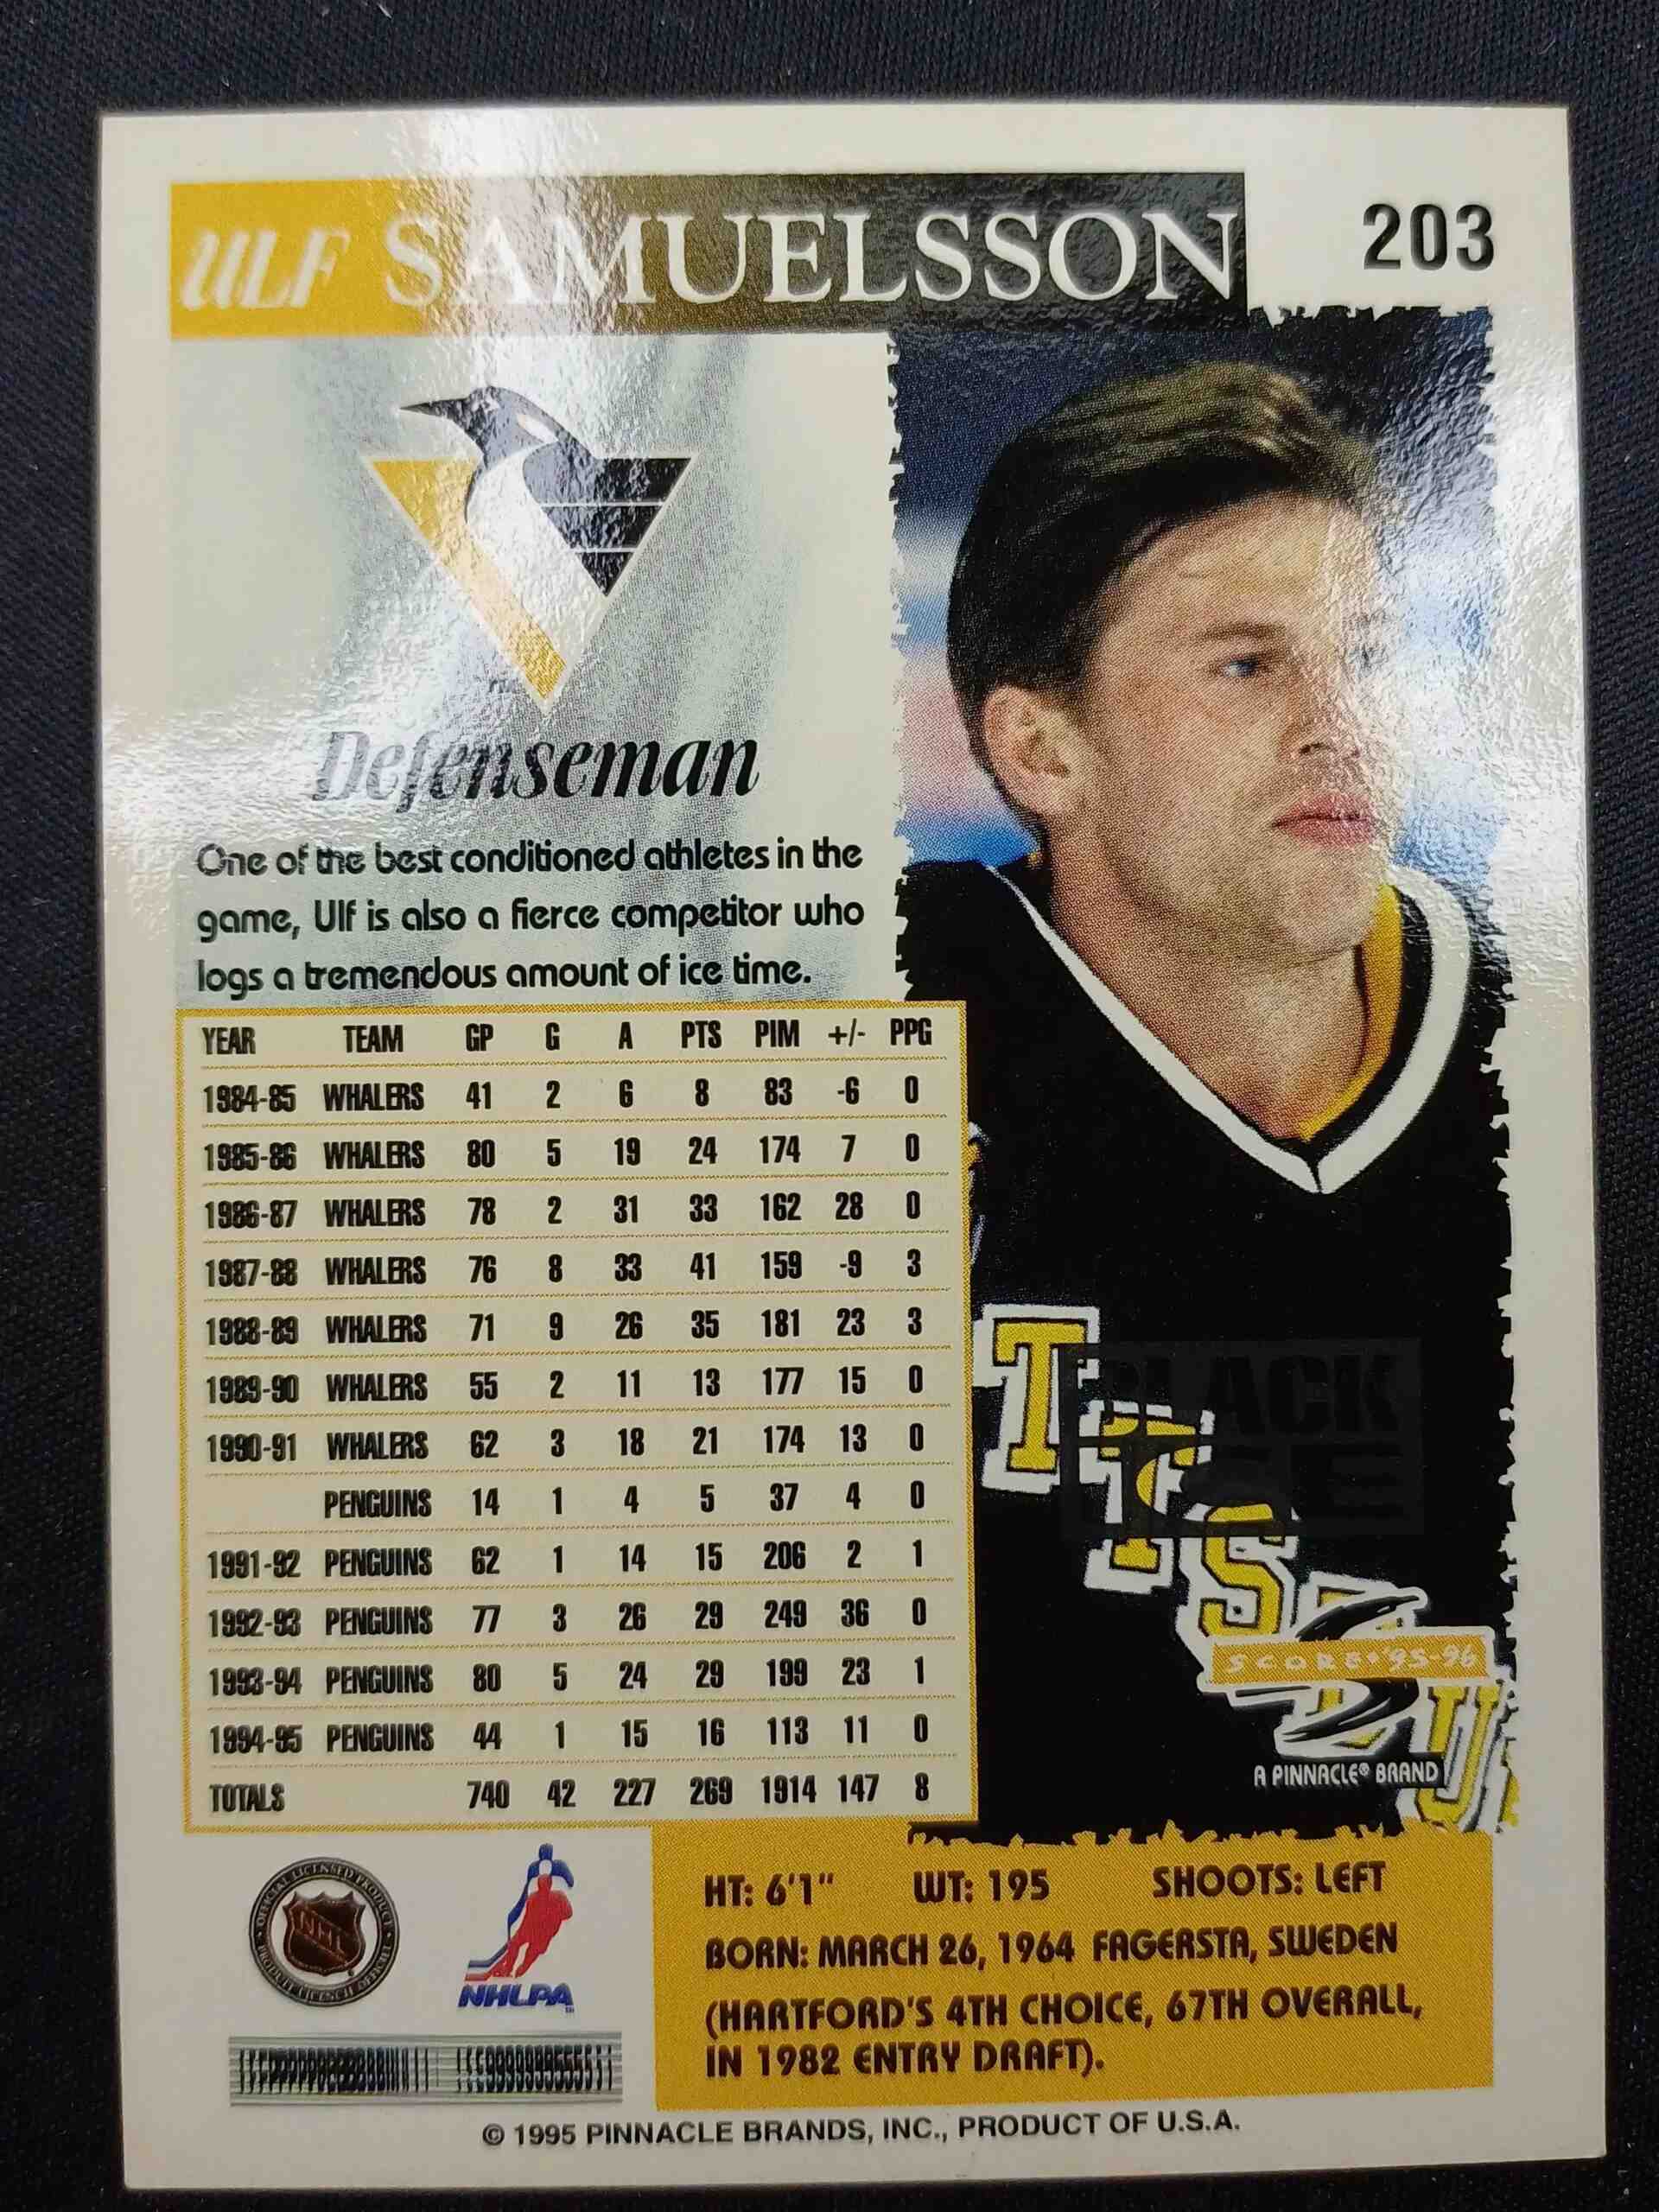 ULF SAMUELSSON
203
Defenseman
One of the best conditioned athletes in the
game, Ulf is also a fierce competitor who
logs a tremendous amount of ice time.
YEAR TEAM GP G A PTS PIM +/- PPG
1984-85 WHALERS 41 2 6 8 83 -6 0
1985-86 WHALERS 80 5 19 24 174 7 0
1986-87 WHALERS 78 2 31 33 162 28 0
1987-88 WHALERS 76 8 33 41 159 -9 3
1988-89 WHALERS 71 9 26 35 181 23 3
1989-90 WHALERS 55 2 11 13 177 15 0
1990-91 WHALERS 62 3 18 21 174 13 0
PENGUINS 14 1 4 5 37 4 0
1991-92 PENGUINS 62 1 14 15 206 2 1
1992-93 PENGUINS 77 3 26 29 249 36 0
1993-94 PENGUINS 80 5 24 29 199 23 1
1994-95 PENGUINS 44 1 15 16 113 11 0
TOTALS 740 42 227 269 1914 147 8
BLACK
ICE
TTSBU
SCORE•'95-96
A PINNACLE® BRAND
OFFICIAL LICENSED PRODUCT
NHL
NHLPA
HT: 6'1" WT: 195 SHOOTS: LEFT
BORN: MARCH 26, 1964 FAGERSTA, SWEDEN
(HARTFORD'S 4TH CHOICE, 67TH OVERALL,
IN 1982 ENTRY DRAFT).
© 1995 PINNACLE BRANDS, INC., PRODUCT OF U.S.A.